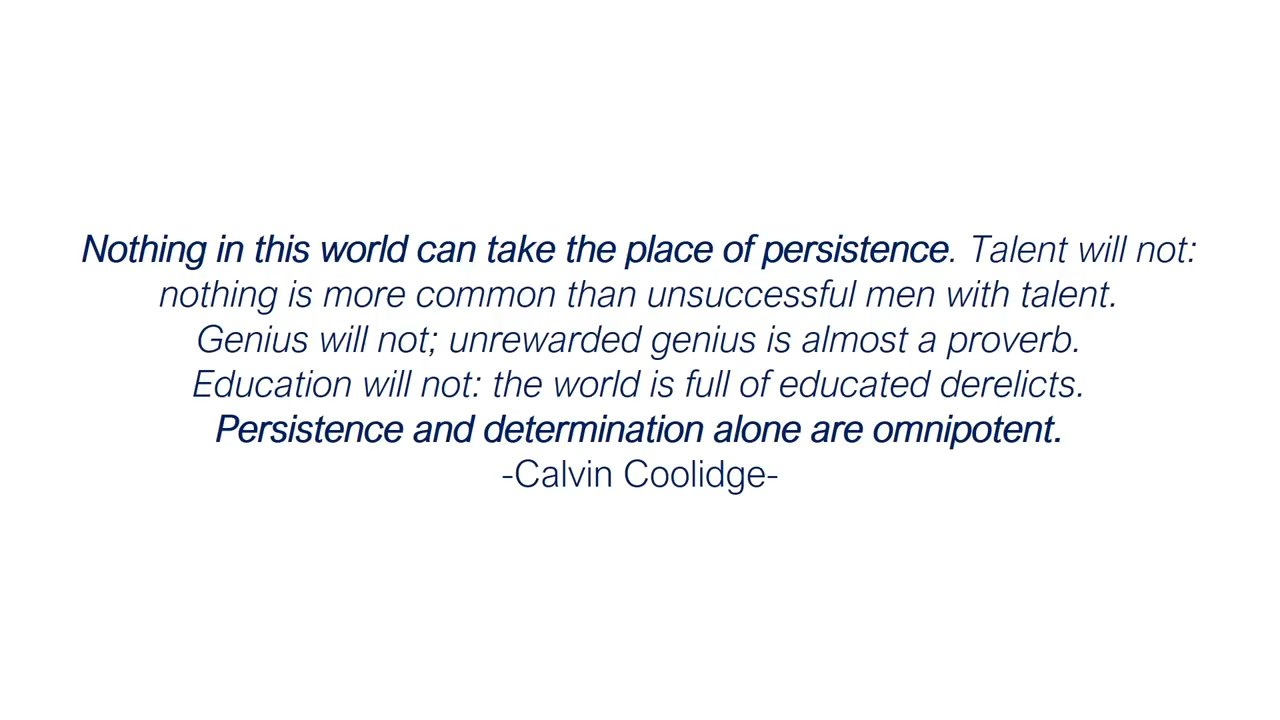 Nothing in this world can take the place of persistence. Talent will not:
nothing is more common than unsuccessful men with talent.
Genius will not; unrewarded genius is almost a proverb.
Education will not: the world is full of educated derelicts.
Persistence and determination alone are omnipotent.
-Calvin Coolidge-